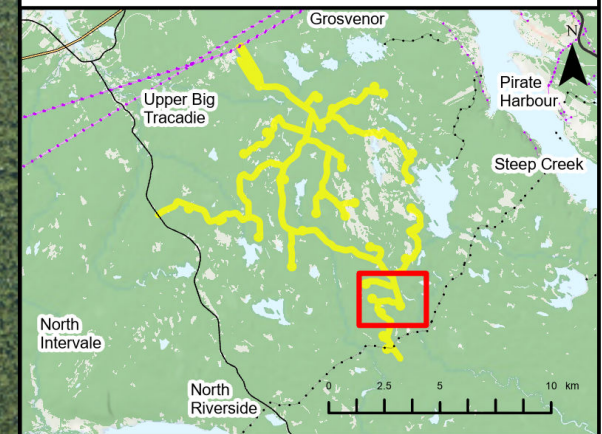 Grosvenor
N
Pirate
Harbour
Upper Big
Tracadie
Steep Creek
North
Intervale
North
Riverside
0 2.5 5 10 km